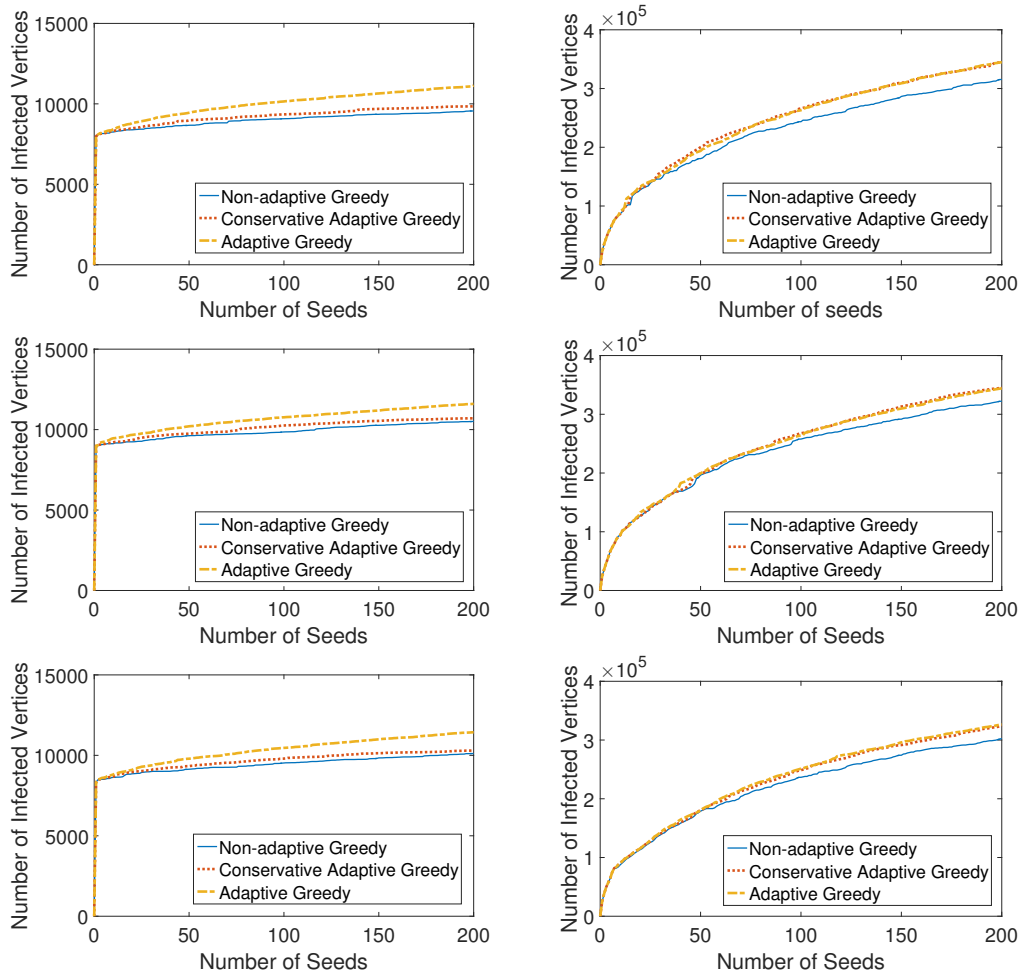 15000
10000
5000
0
0 50 100 150 200
Number of Infected Vertices
Number of Seeds
Non-adaptive Greedy
Conservative Adaptive Greedy
Adaptive Greedy
×10^5
4
3
2
1
0
0 50 100 150 200
Number of Infected Vertices
Number of seeds
Non-adaptive Greedy
Conservative Adaptive Greedy
Adaptive Greedy
15000
10000
5000
0
0 50 100 150 200
Number of Infected Vertices
Number of Seeds
Non-adaptive Greedy
Conservative Adaptive Greedy
Adaptive Greedy
×10^5
4
3
2
1
0
0 50 100 150 200
Number of Infected Vertices
Number of Seeds
Non-adaptive Greedy
Conservative Adaptive Greedy
Adaptive Greedy
15000
10000
5000
0
0 50 100 150 200
Number of Infected Vertices
Number of Seeds
Non-adaptive Greedy
Conservative Adaptive Greedy
Adaptive Greedy
×10^5
4
3
2
1
0
0 50 100 150 200
Number of Infected Vertices
Number of Seeds
Non-adaptive Greedy
Conservative Adaptive Greedy
Adaptive Greedy